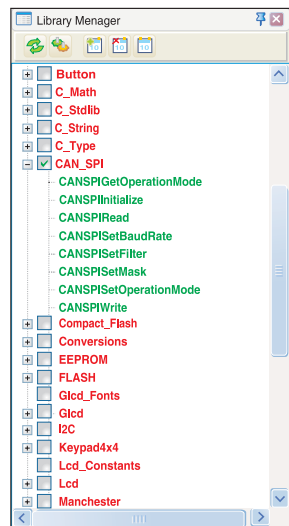 Library Menager
Button
C_Math
C_Stdlib
C_String
C_Type
CAN_SPI
CANSPIGetOperationMode
CANSPIInitialize
CANSPIRead
CANSPISetBaudRate
CANSPISetFilter
CANSPISetMask
CANSPISetOperationMode
CANSPIWrite
Compact_Flash
Conversions
EEPROM
FLASH
Glcd_Fonts
Glcd
I2C
Keypad4x4
Lcd_Constants
Lcd
Manchester